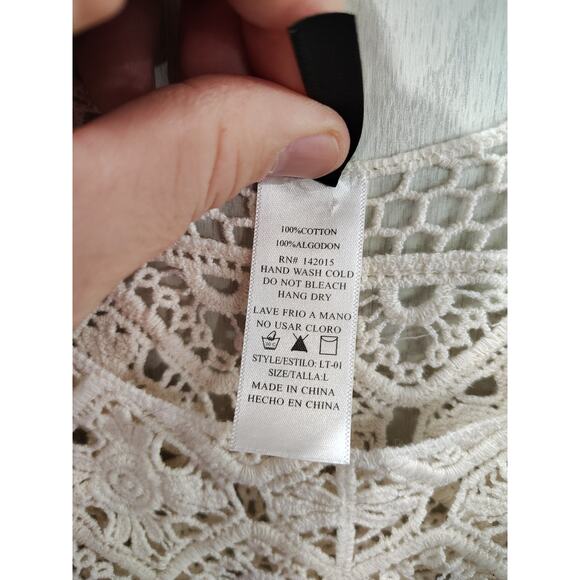 100%COTTON
100%ALGODON
RN# 142015
HAND WASH COLD
DO NOT BLEACH
HANG DRY
LAVE FRIO A MANO
NO USAR CLORO
STYLE/ESTILO: LT-01
SIZE/TALLA:L
MADE IN CHINA
HECHO EN CHINA